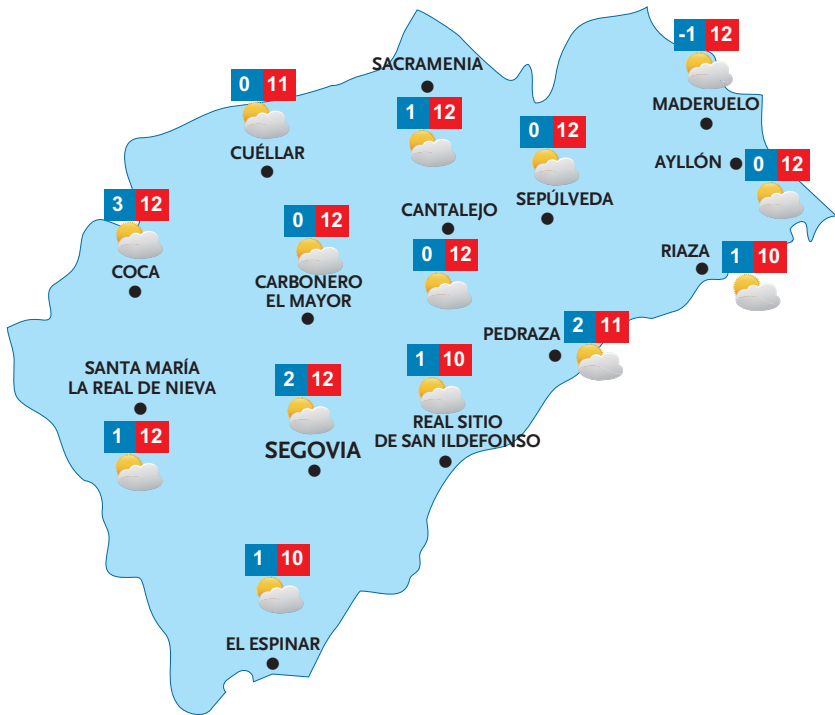 -1 12
MADERUELO
SACRAMENIA
1 12
0 11
CUÉLLAR
0 12
SEPÚLVEDA
AYLLÓN
0 12
3 12
COCA
0 12
CARBONERO
EL MAYOR
CANTALEJO
0 12
RIAZA
1 10
PEDRAZA
2 11
SANTA MARÍA
LA REAL DE NIEVA
1 12
2 12
SEGOVIA
1 10
REAL SITIO
DE SAN ILDEFONSO
1 10
EL ESPINAR